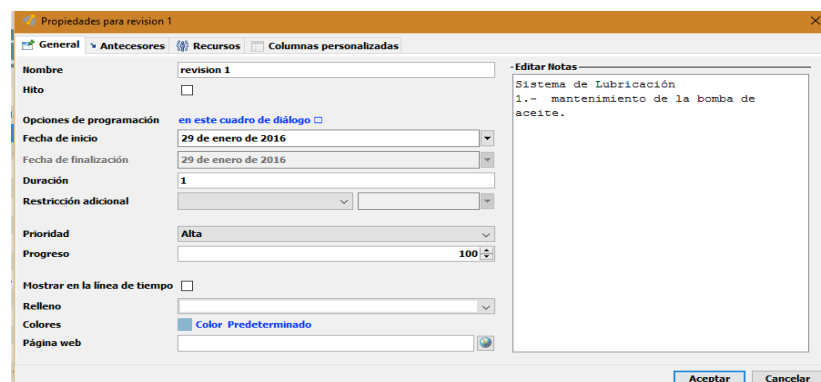 Propiedades para revision 1
General Antecesores Recursos Columnas personalizadas
Nombre revision 1
Hito
Opciones de programación en este cuadro de diálogo
Fecha de inicio 29 de enero de 2016
Fecha de finalización 29 de enero de 2016
Duración 1
Restricción adicional
Prioridad Alta
Progreso 100
Mostrar en la línea de tiempo
Relleno
Colores Color Predeterminado
Página web
Editar Notas
Sistema de Lubricación
1.- mantenimiento de la bomba de
aceite.
Aceptar Cancelar